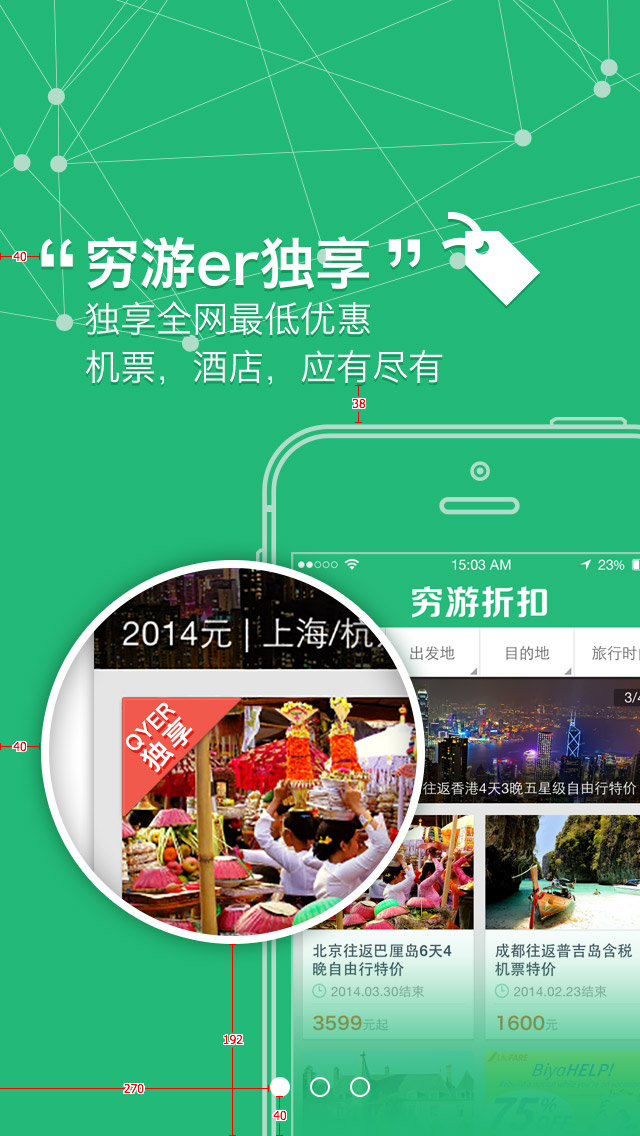 40
“穷游er独享”
独享全网最低优惠
机票，酒店，应有尽有
38
15:03 AM
23%
穷游折扣
出发地
目的地
旅行时
2014元 | 上海/杭
3/4
往返香港4天3晚五星级自由行特价
QYER
独享
40
北京往返巴厘岛6天4
晚自由行特价
2014.03.30结束
3599元起
成都往返普吉岛含税
机票特价
2014.02.23结束
1600元
192
BiyaHELP!
75%
270
40